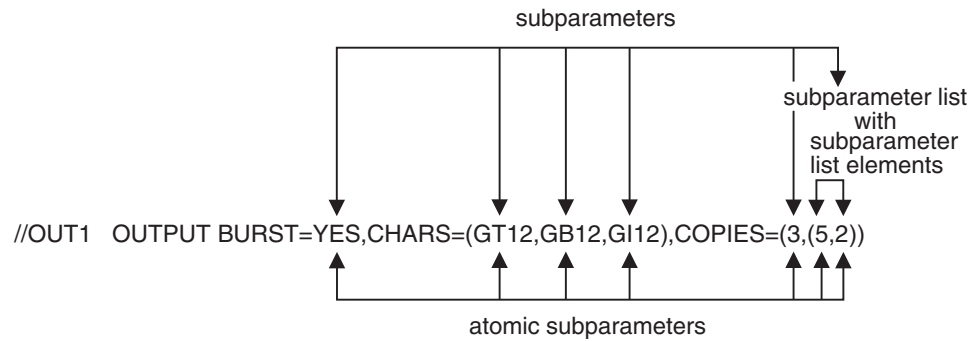 subparameters
subparameter list
with
subparameter
list elements
//OUT1 OUTPUT BURST=YES,CHARS=(GT12,GB12,GI12),COPIES=(3,(5,2))
atomic subparameters